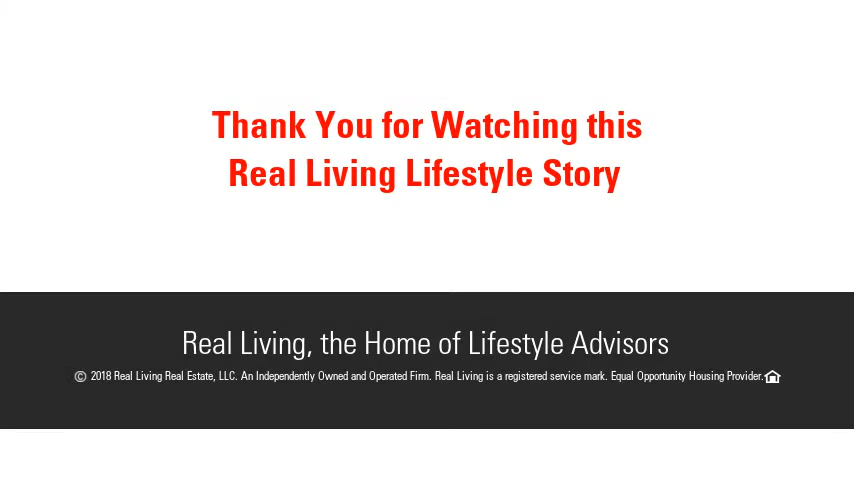 Thank You for Watching this
Real Living Lifestyle Story
Real Living, the Home of Lifestyle Advisors
© 2018 Real Living Real Estate, LLC. An Independently Owned and Operated Firm. Real Living is a registered service mark. Equal Opportunity Housing Provider.